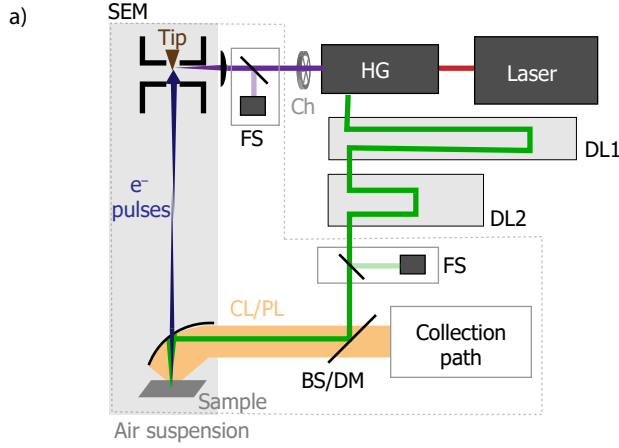 a)
SEM
Tip
FS
Ch
HG
Laser
DL1
DL2
e– pulses
FS
CL/PL
BS/DM
Collection
path
Sample
Air suspension